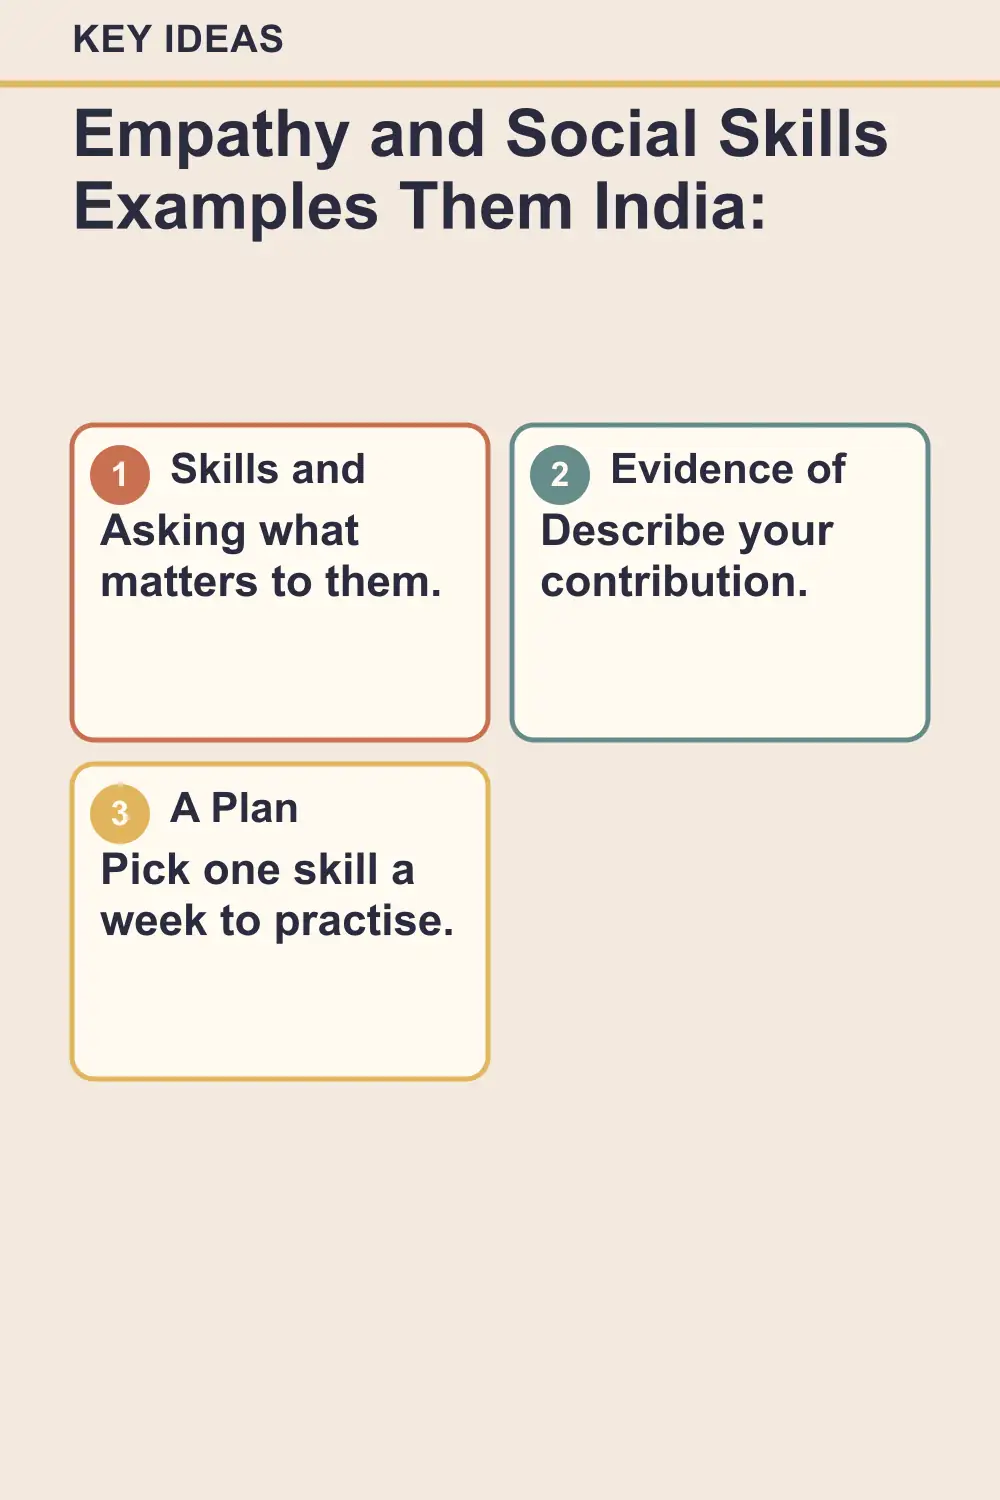 KEY IDEAS
Empathy and Social Skills
Examples Them India:
1 Skills and
Asking what
matters to them.
2 Evidence of
Describe your
contribution.
3 A Plan
Pick one skill a
week to practise.